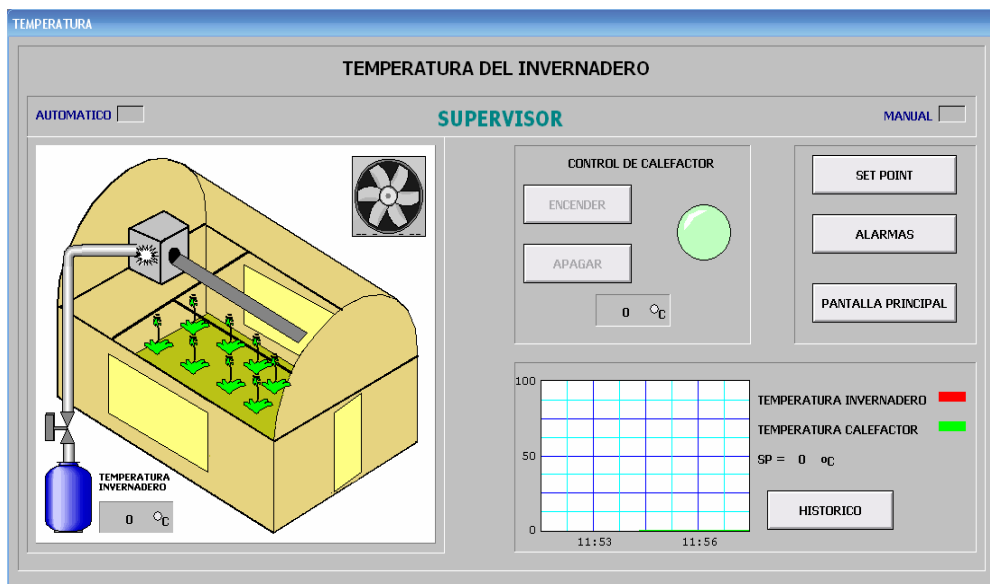 TEMPERATURA
TEMPERATURA DEL INVERNADERO
AUTOMATICO
SUPERVISOR
MANUAL
CONTROL DE CALEFACTOR
ENCENDER
APAGAR
0 °C
SET POINT
ALARMAS
PANTALLA PRINCIPAL
TEMPERATURA
INVERNADERO
0 °C
100
50
0
11:53 11:56
TEMPERATURA INVERNADERO
TEMPERATURA CALEFACTOR
SP = 0 ºC
HISTORICO